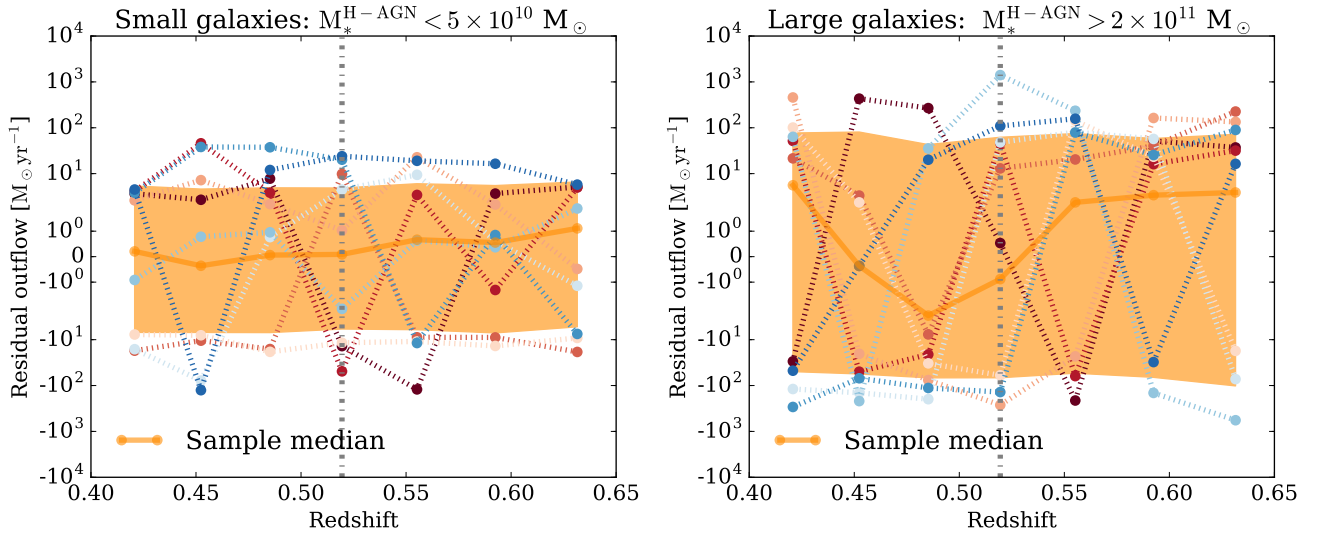 Small galaxies: M∗^{H−AGN} < 5 × 10^{10} M⊙
Residual outflow [M⊙ yr^{−1}]
10^4
10^3
10^2
10^1
10^0
0
-10^0
-10^1
-10^2
-10^3
-10^4
Sample median
0.40 0.45 0.50 0.55 0.60 0.65
Redshift
Large galaxies: M∗^{H−AGN} > 2 × 10^{11} M⊙
Residual outflow [M⊙ yr^{−1}]
10^4
10^3
10^2
10^1
10^0
0
-10^0
-10^1
-10^2
-10^3
-10^4
Sample median
0.40 0.45 0.50 0.55 0.60 0.65
Redshift